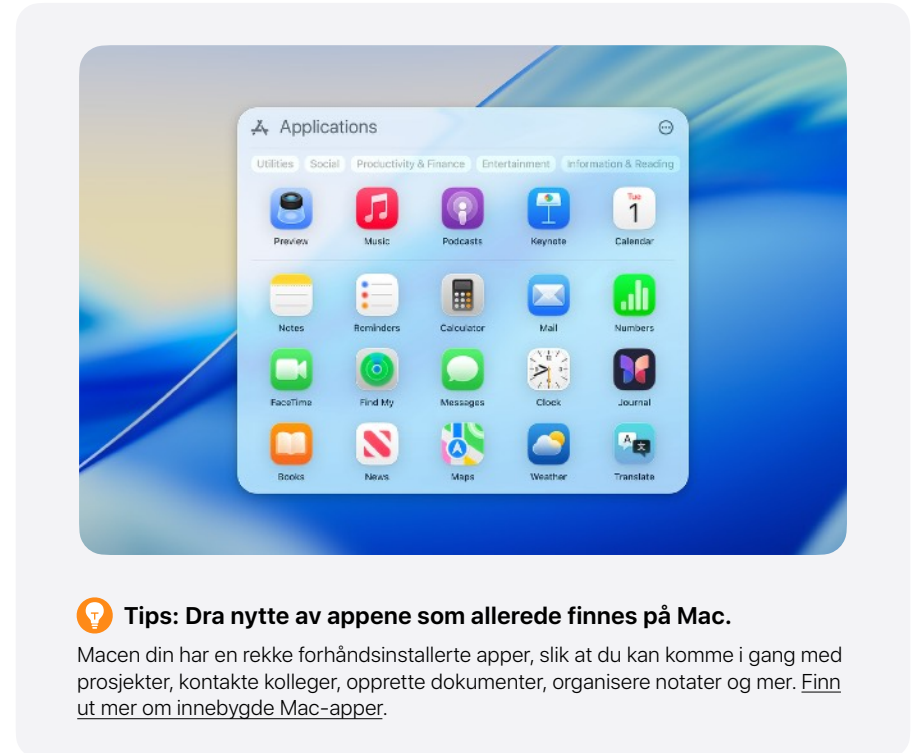 Applications
Utilities Social Productivity & Finance Entertainment Information & Reading
Tue
1
Preview Music Podcasts Keynote Calendar
Notes Reminders Calculator Mail Numbers
FaceTime Find My Messages Clock Journal
A 文
Books News Maps Weather Translate
Tips: Dra nytte av appene som allerede finnes på Mac.
Macen din har en rekke forhåndsinstallerte apper, slik at du kan komme i gang med
prosjekter, kontakte kolleger, opprette dokumenter, organisere notater og mer. Finn
ut mer om innebygde Mac-apper.